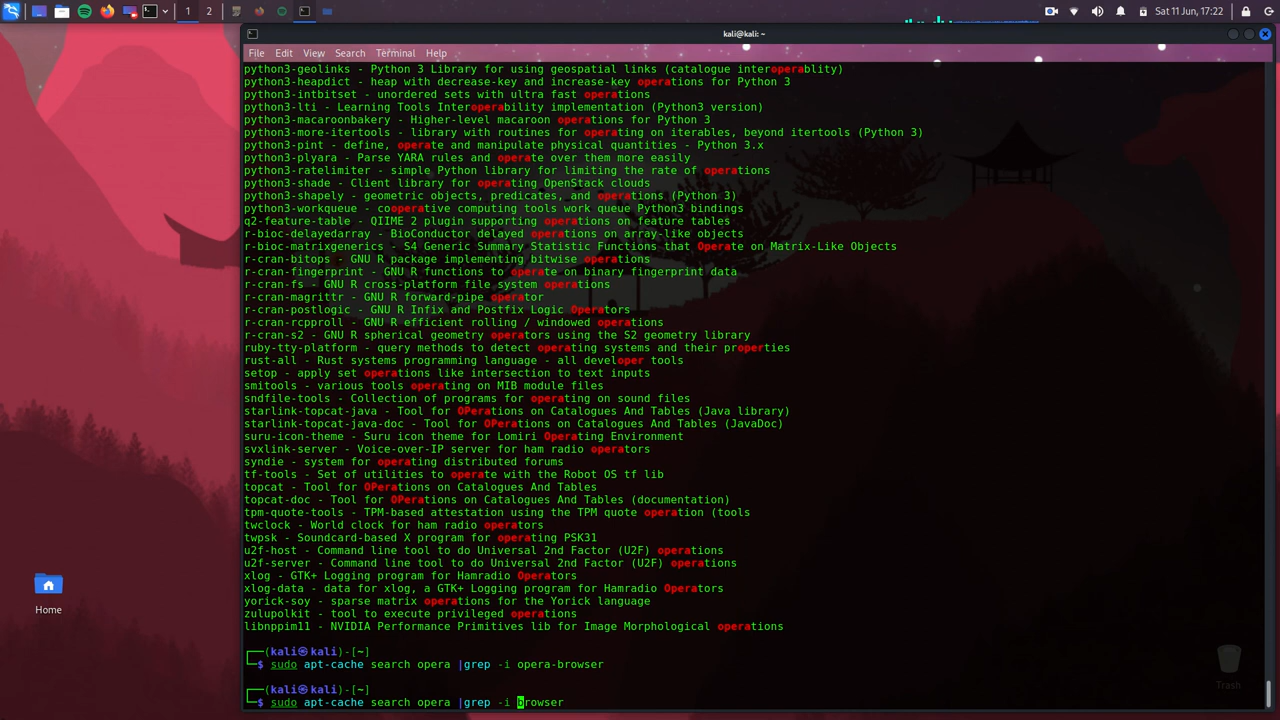 1 2
Sat 11 Jun, 17:22
kali@kali: ~
File Edit View Search Terminal Help
python3-geolinks - Python 3 Library for using geospatial links (catalogue interoperablity)
python3-heapdict - heap with decrease-key and increase-key operations for Python 3
python3-intbitset - unordered sets with ultra fast operations
python3-lti - Learning Tools Interoperability implementation (Python3 version)
python3-macaroonbakery - Higher-level macaroon operations for Python 3
python3-more-itertools - library with routines for operating on iterables, beyond itertools (Python 3)
python3-pint - define, operate and manipulate physical quantities - Python 3.x
python3-plyara - Parse YARA rules and operate over them more easily
python3-ratelimiter - simple Python library for limiting the rate of operations
python3-shade - Client library for operating OpenStack clouds
python3-shapely - geometric objects, predicates, and operations (Python 3)
python3-workqueue - cooperative computing tools work queue Python3 bindings
q2-feature-table - QIIME 2 plugin supporting operations on feature tables
r-bioc-delayedarray - BioConductor delayed operations on array-like objects
r-bioc-matrixgenerics - S4 Generic Summary Statistic Functions that Operate on Matrix-Like Objects
r-cran-bitops - GNU R package implementing bitwise operations
r-cran-fingerprint - GNU R functions to operate on binary fingerprint data
r-cran-fs - GNU R cross-platform file system operations
r-cran-magrittr - GNU R forward-pipe operator
r-cran-postlogic - GNU R Infix and Postfix Logic Operators
r-cran-rcpproll - GNU R efficient rolling / windowed operations
r-cran-s2 - GNU R spherical geometry operators using the S2 geometry library
ruby-tty-platform - query methods to detect operating systems and their properties
rust-all - Rust systems programming language - all developer tools
setop - apply set operations like intersection to text inputs
smitools - various tools operating on MIB module files
sndfile-tools - Collection of programs for operating on sound files
starlink-topcat-java - Tool for OPerations on Catalogues And Tables (Java library)
starlink-topcat-java-doc - Tool for OPerations on Catalogues And Tables (JavaDoc)
suru-icon-theme - Suru icon theme for Lomiri Operating Environment
svxlink-server - Voice-over-IP server for ham radio operators
syndie - system for operating distributed forums
tf-tools - Set of utilities to operate with the Robot OS tf lib
topcat - Tool for OPerations on Catalogues And Tables
topcat-doc - Tool for OPerations on Catalogues And Tables (documentation)
tpm-quote-tools - TPM-based attestation using the TPM quote operation (tools
twclock - World clock for ham radio operators
twpsk - Soundcard-based X program for operating PSK31
u2f-host - Command line tool to do Universal 2nd Factor (U2F) operations
u2f-server - Command line tool to do Universal 2nd Factor (U2F) operations
xlog - GTK+ Logging program for Hamradio Operators
xlog-data - data for xlog, a GTK+ Logging program for Hamradio Operators
yorick-soy - sparse matrix operations for the Yorick language
zulupolkit - tool to execute privileged operations
libnppim11 - NVIDIA Performance Primitives lib for Image Morphological operations
┌──(kali㉿kali)-[~]
└─$ sudo apt-cache search opera |grep -i opera-browser
┌──(kali㉿kali)-[~]
└─$ sudo apt-cache search opera |grep -i browser
Home
Trash